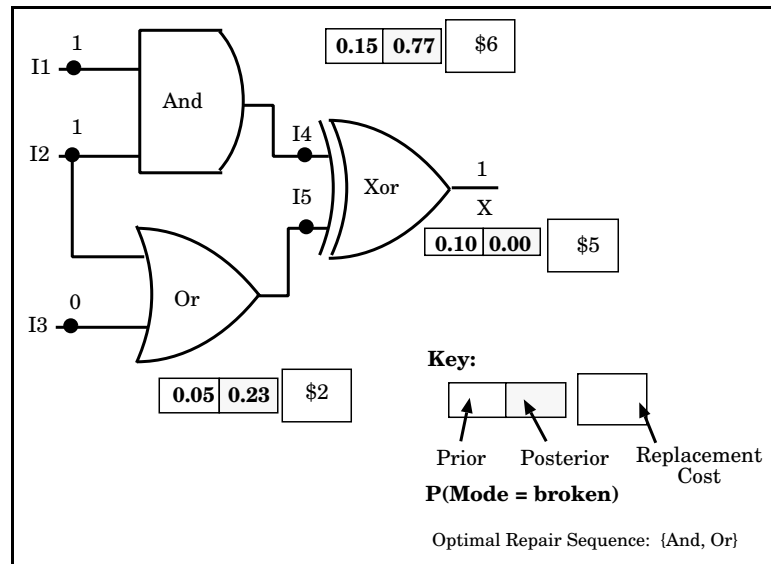 1
I1
And
0.15 0.77 $6
1
I2
I4
I5
Xor
1
X
0.10 0.00 $5
0
I3
Or
0.05 0.23 $2
Key:
Prior Posterior Replacement
Cost
P(Mode = broken)
Optimal Repair Sequence: {And, Or}